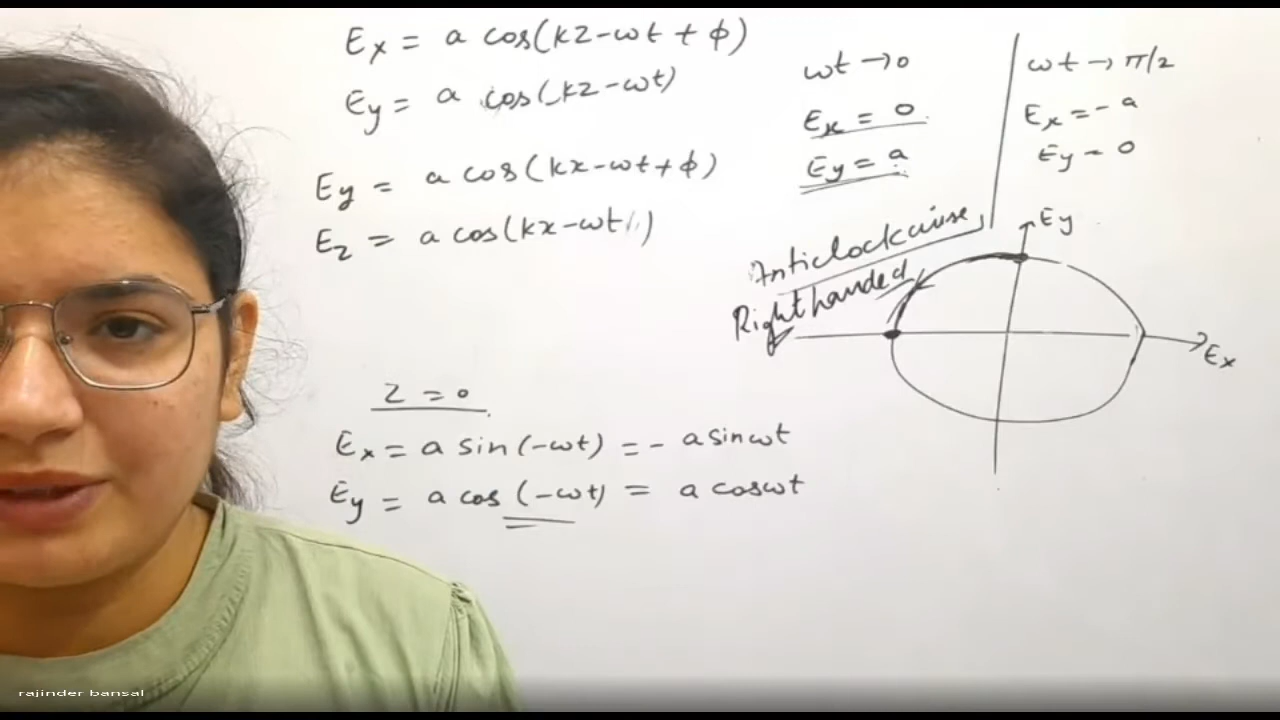 Ex = a cos(kz-ωt+φ)
Ey = a cos(kz-ωt)
Ey = a cos(kx-ωt+φ)
Ez = a cos(kx-ωt)
z = 0
Ex = a sin(-ωt) = - a sinωt
Ey = a cos(-ωt) = a cosωt
ωt → 0
Ex = 0
Ey = a
ωt → π/2
Ex = - a
Ey = 0
Anticlockwise
Righthanded
Ey
Ex
rajinder bansal